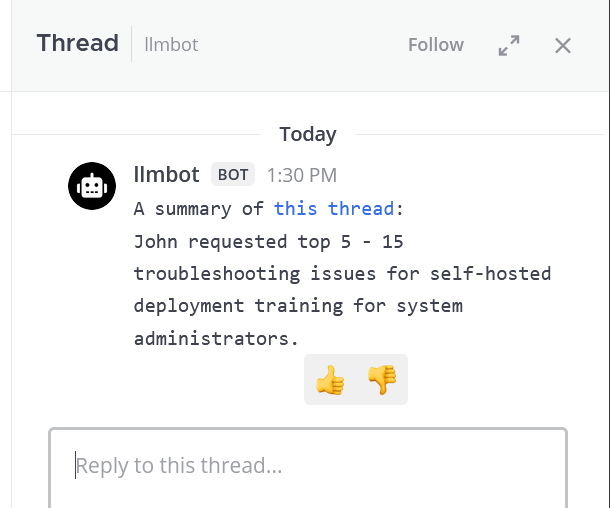 Thread llmbot Follow
Today
llmbot BOT 1:30 PM
A summary of this thread:
John requested top 5 - 15
troubleshooting issues for self-hosted
deployment training for system
administrators.
Reply to this thread...